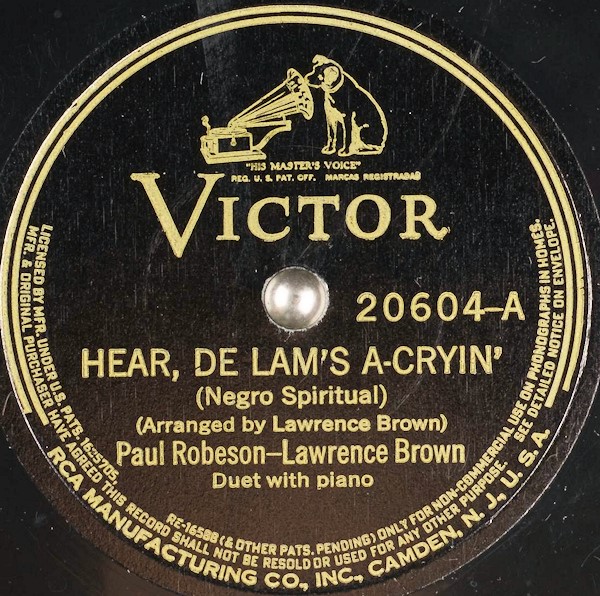 "HIS MASTER'S VOICE"
REG. U. S. PAT. OFF. MARCAS REGISTRADAS
VICTOR
20604-A
HEAR, DE LAM'S A-CRYIN'
(Negro Spiritual)
(Arranged by Lawrence Brown)
Paul Robeson—Lawrence Brown
Duet with piano
LICENSED BY MFR. UNDER U.S. PATS. 1625705, RE-16588 (& OTHER PATS. PENDING) ONLY FOR NON-COMMERCIAL USE ON PHONOGRAPHS IN HOMES.
MFR. & ORIGINAL PURCHASER HAVE AGREED THIS RECORD SHALL NOT BE RESOLD OR USED FOR ANY OTHER PURPOSE. SEE DETAILED NOTICE ON ENVELOPE.
RCA MANUFACTURING CO., INC., CAMDEN, N. J., U. S. A.